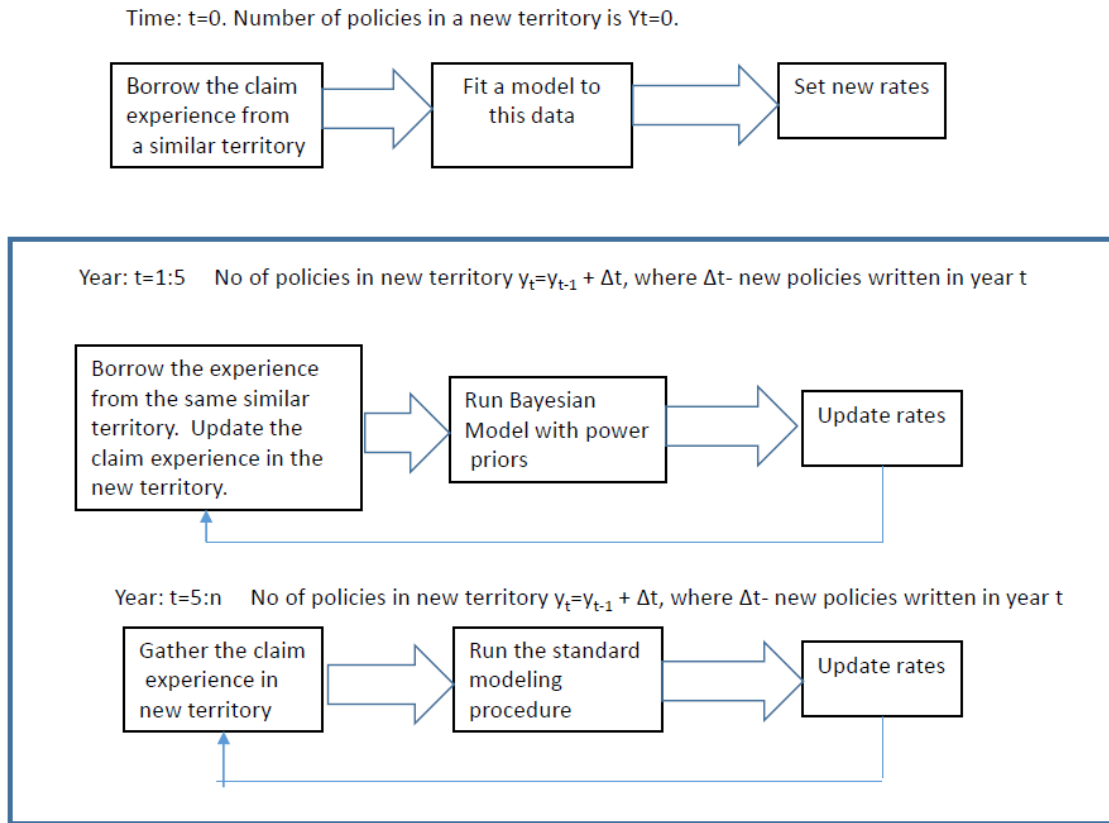 Time: t=0. Number of policies in a new territory is Yt=0.
Borrow the claim
experience from
a similar territory
Fit a model to
this data
Set new rates
Year: t=1:5 No of policies in new territory yt=yt-1 + Δt, where Δt- new policies written in year t
Borrow the experience
from the same similar
territory. Update the
claim experience in the
new territory.
Run Bayesian
Model with power
priors
Update rates
Year: t=5:n No of policies in new territory yt=yt-1 + Δt, where Δt- new policies written in year t
Gather the claim
experience in
new territory
Run the standard
modeling
procedure
Update rates